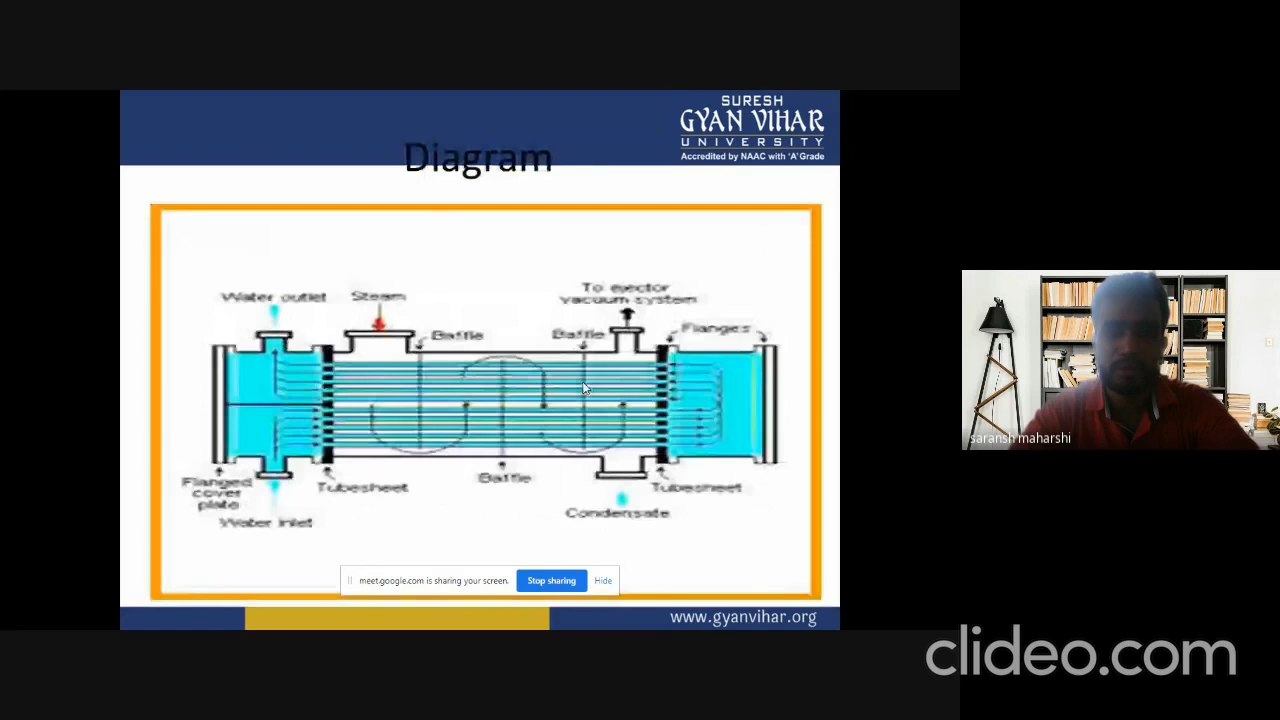 SURESH
GYAN VIHAR
UNIVERSITY
Accredited by NAAC with 'A' Grade
Diagram
Water outlet
Steam
To ejector
vacuum system
Baffle
Baffle
Flanges
Flanged
cover
plate
Tubesheet
Baffle
Tubesheet
Water inlet
Condensate
meet.google.com is sharing your screen.
Stop sharing
Hide
www.gyanvihar.org
saransh maharshi
clideo.com